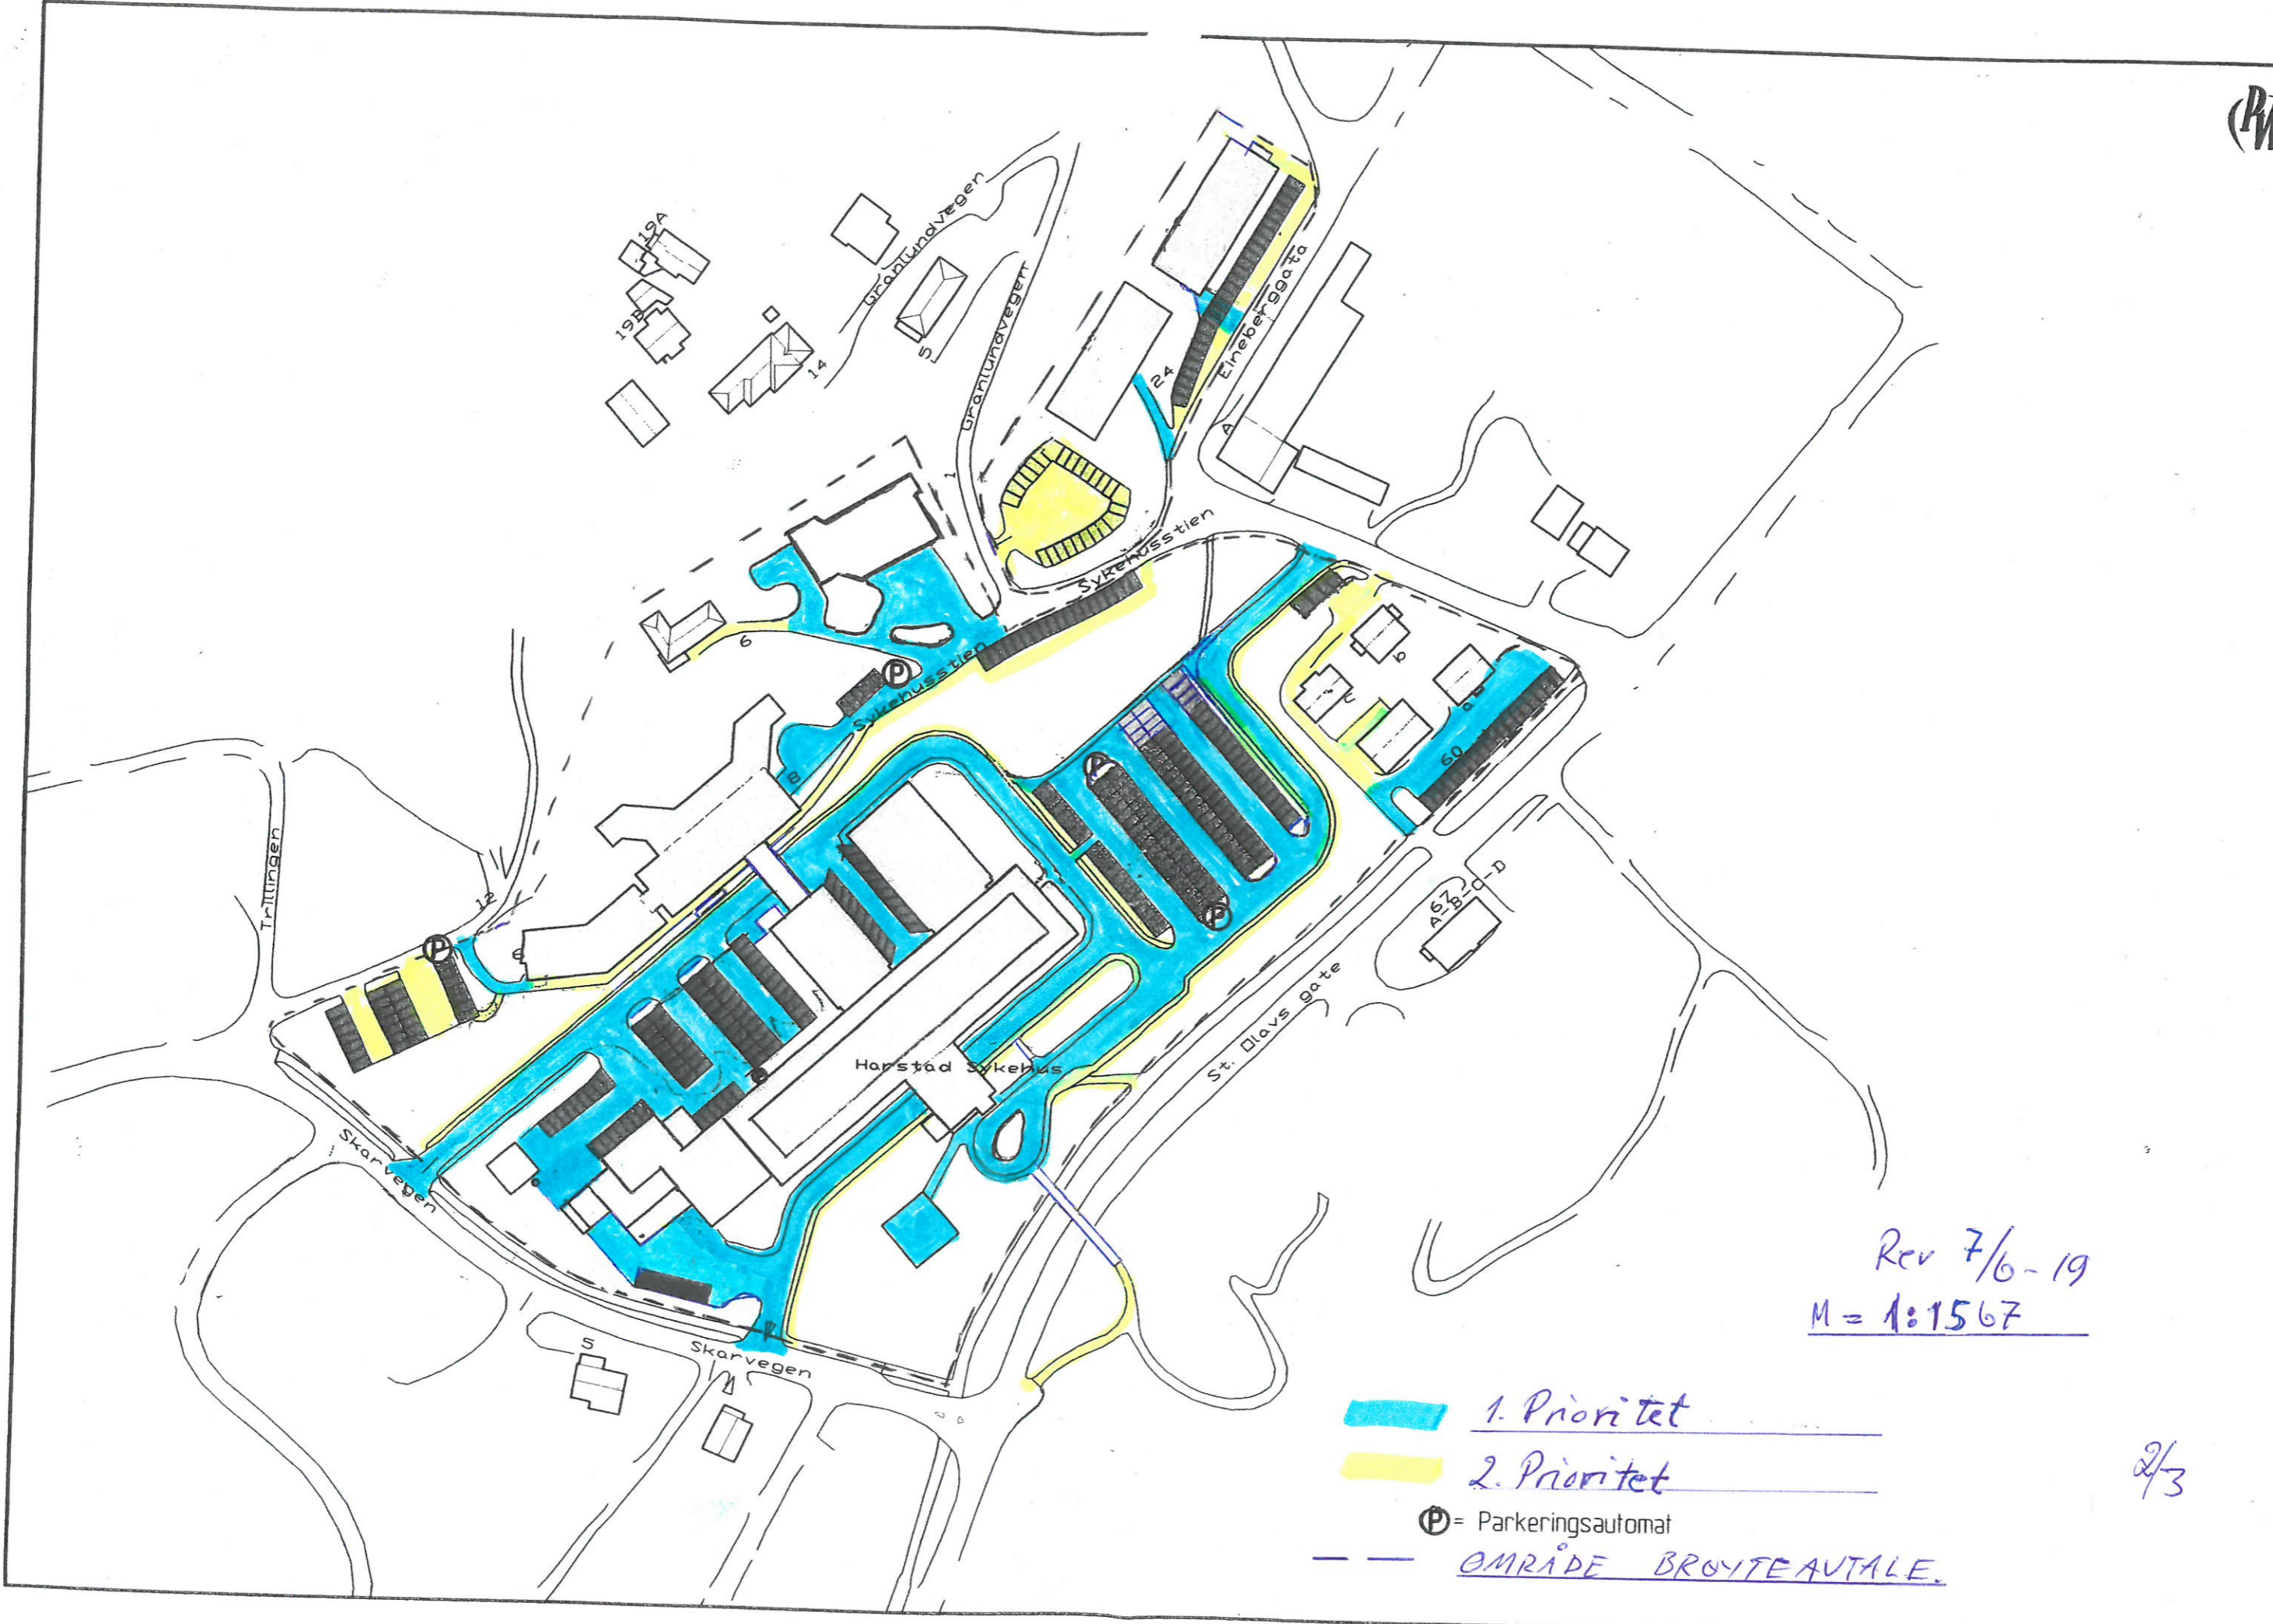 19A
Granlundvegen
19B
14
5
Granlundvegen
Eineberggata
24
A
1
Sykehusstien
6
b
c
a
P
Sykehusstien
8
60
P
Trillingen
12
P
67
A-B-C-D
P
St. Olavs gate
Harstad Sykehus
Skarvegen
Rev 7/6-19
M = 1:1567
5
Skarvegen
1. Prioritet
2. Prioritet
2/3
P = Parkeringsautomat
OMRÅDE BRØYTEAVTALE.